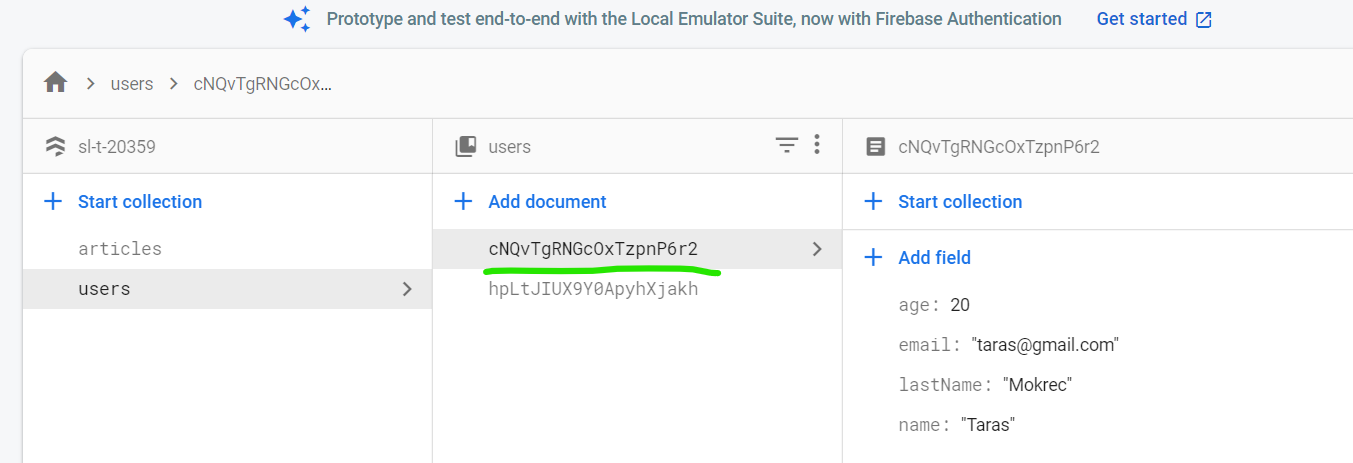 Prototype and test end-to-end with the Local Emulator Suite, now with Firebase Authentication Get started
users cNQvTgRNGcOx...
sl-t-20359
Start collection
articles
users
users
Add document
cNQvTgRNGcOxTzpnP6r2
hpLtJIUX9Y0ApyhXjakh
cNQvTgRNGcOxTzpnP6r2
Start collection
Add field
age: 20
email: "taras@gmail.com"
lastName: "Mokrec"
name: "Taras"